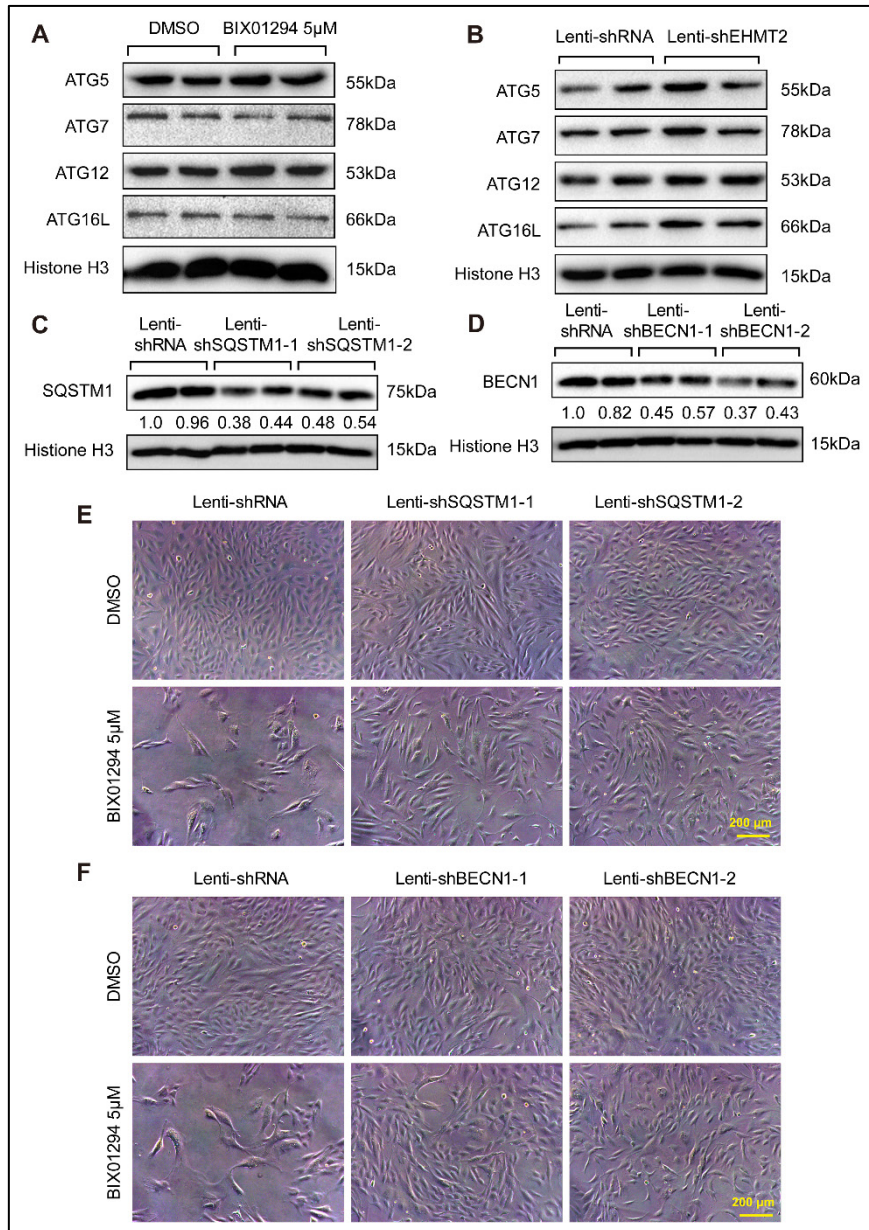 A
DMSO BIX01294 5μM
ATG5 55kDa
ATG7 78kDa
ATG12 53kDa
ATG16L 66kDa
Histone H3 15kDa
B
Lenti-shRNA Lenti-shEHMT2
ATG5 55kDa
ATG7 78kDa
ATG12 53kDa
ATG16L 66kDa
Histone H3 15kDa
C
Lenti- Lenti- Lenti-
shRNA shSQSTM1-1 shSQSTM1-2
SQSTM1 75kDa
1.0 0.96 0.38 0.44 0.48 0.54
Histione H3 15kDa
D
Lenti- Lenti- Lenti-
shRNA shBECN1-1 shBECN1-2
BECN1 60kDa
1.0 0.82 0.45 0.57 0.37 0.43
Histione H3 15kDa
E
Lenti-shRNA Lenti-shSQSTM1-1 Lenti-shSQSTM1-2
DMSO
BIX01294 5μM
200 μm
F
Lenti-shRNA Lenti-shBECN1-1 Lenti-shBECN1-2
DMSO
BIX01294 5μM
200 μm